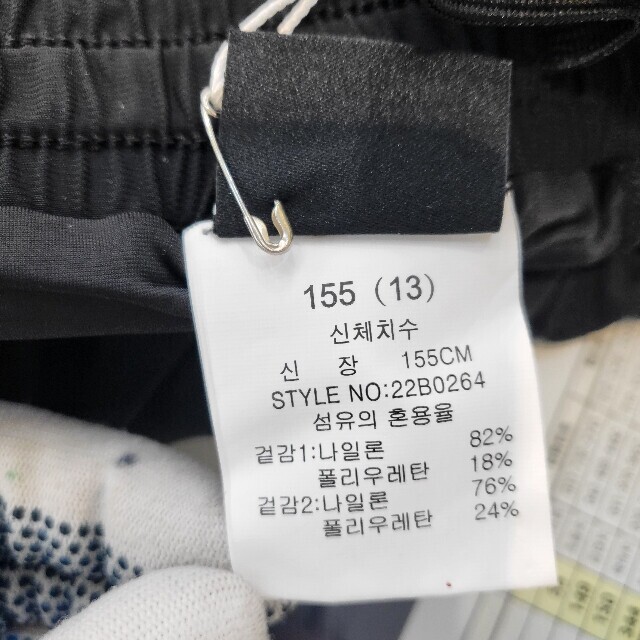 155 (13)
신체치수
신 장 155CM
STYLE NO:22B0264
섬유의 혼용율
겉감1:나일론 82%
폴리우레탄 18%
겉감2:나일론 76%
폴리우레탄 24%